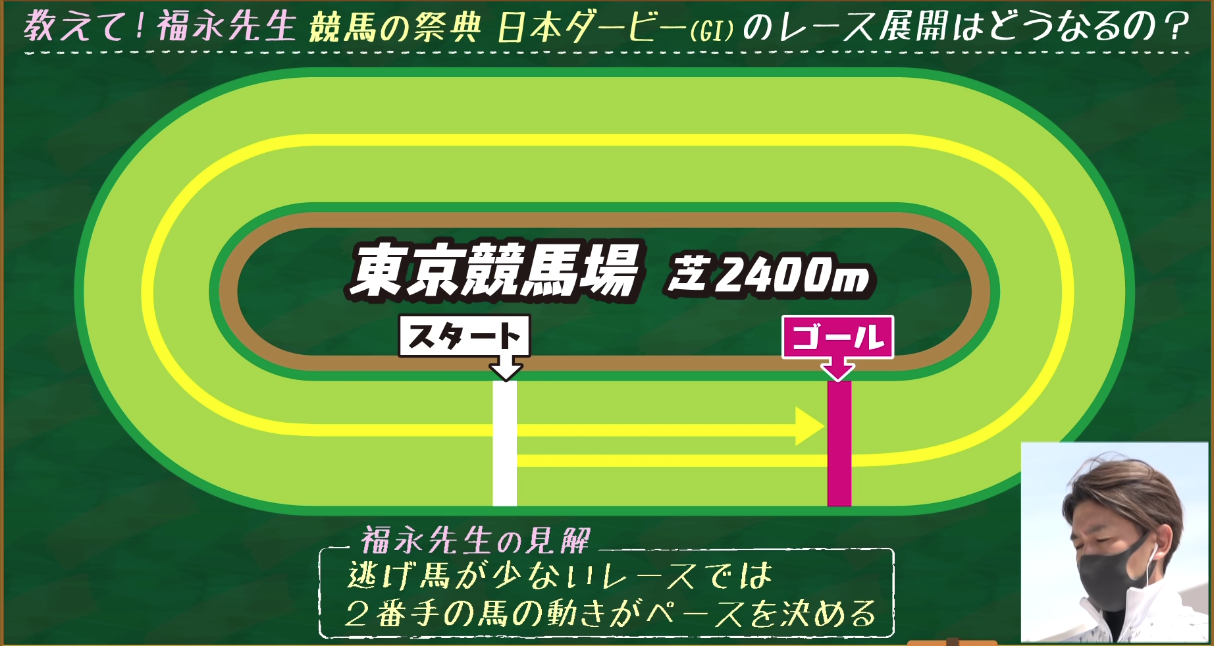 教えて！福永先生 競馬の祭典 日本ダービー(GI)のレース展開はどうなるの？
東京競馬場 芝2400m
スタート
ゴール
福永先生の見解
逃げ馬が少ないレースでは
２番手の馬の動きがペースを決める